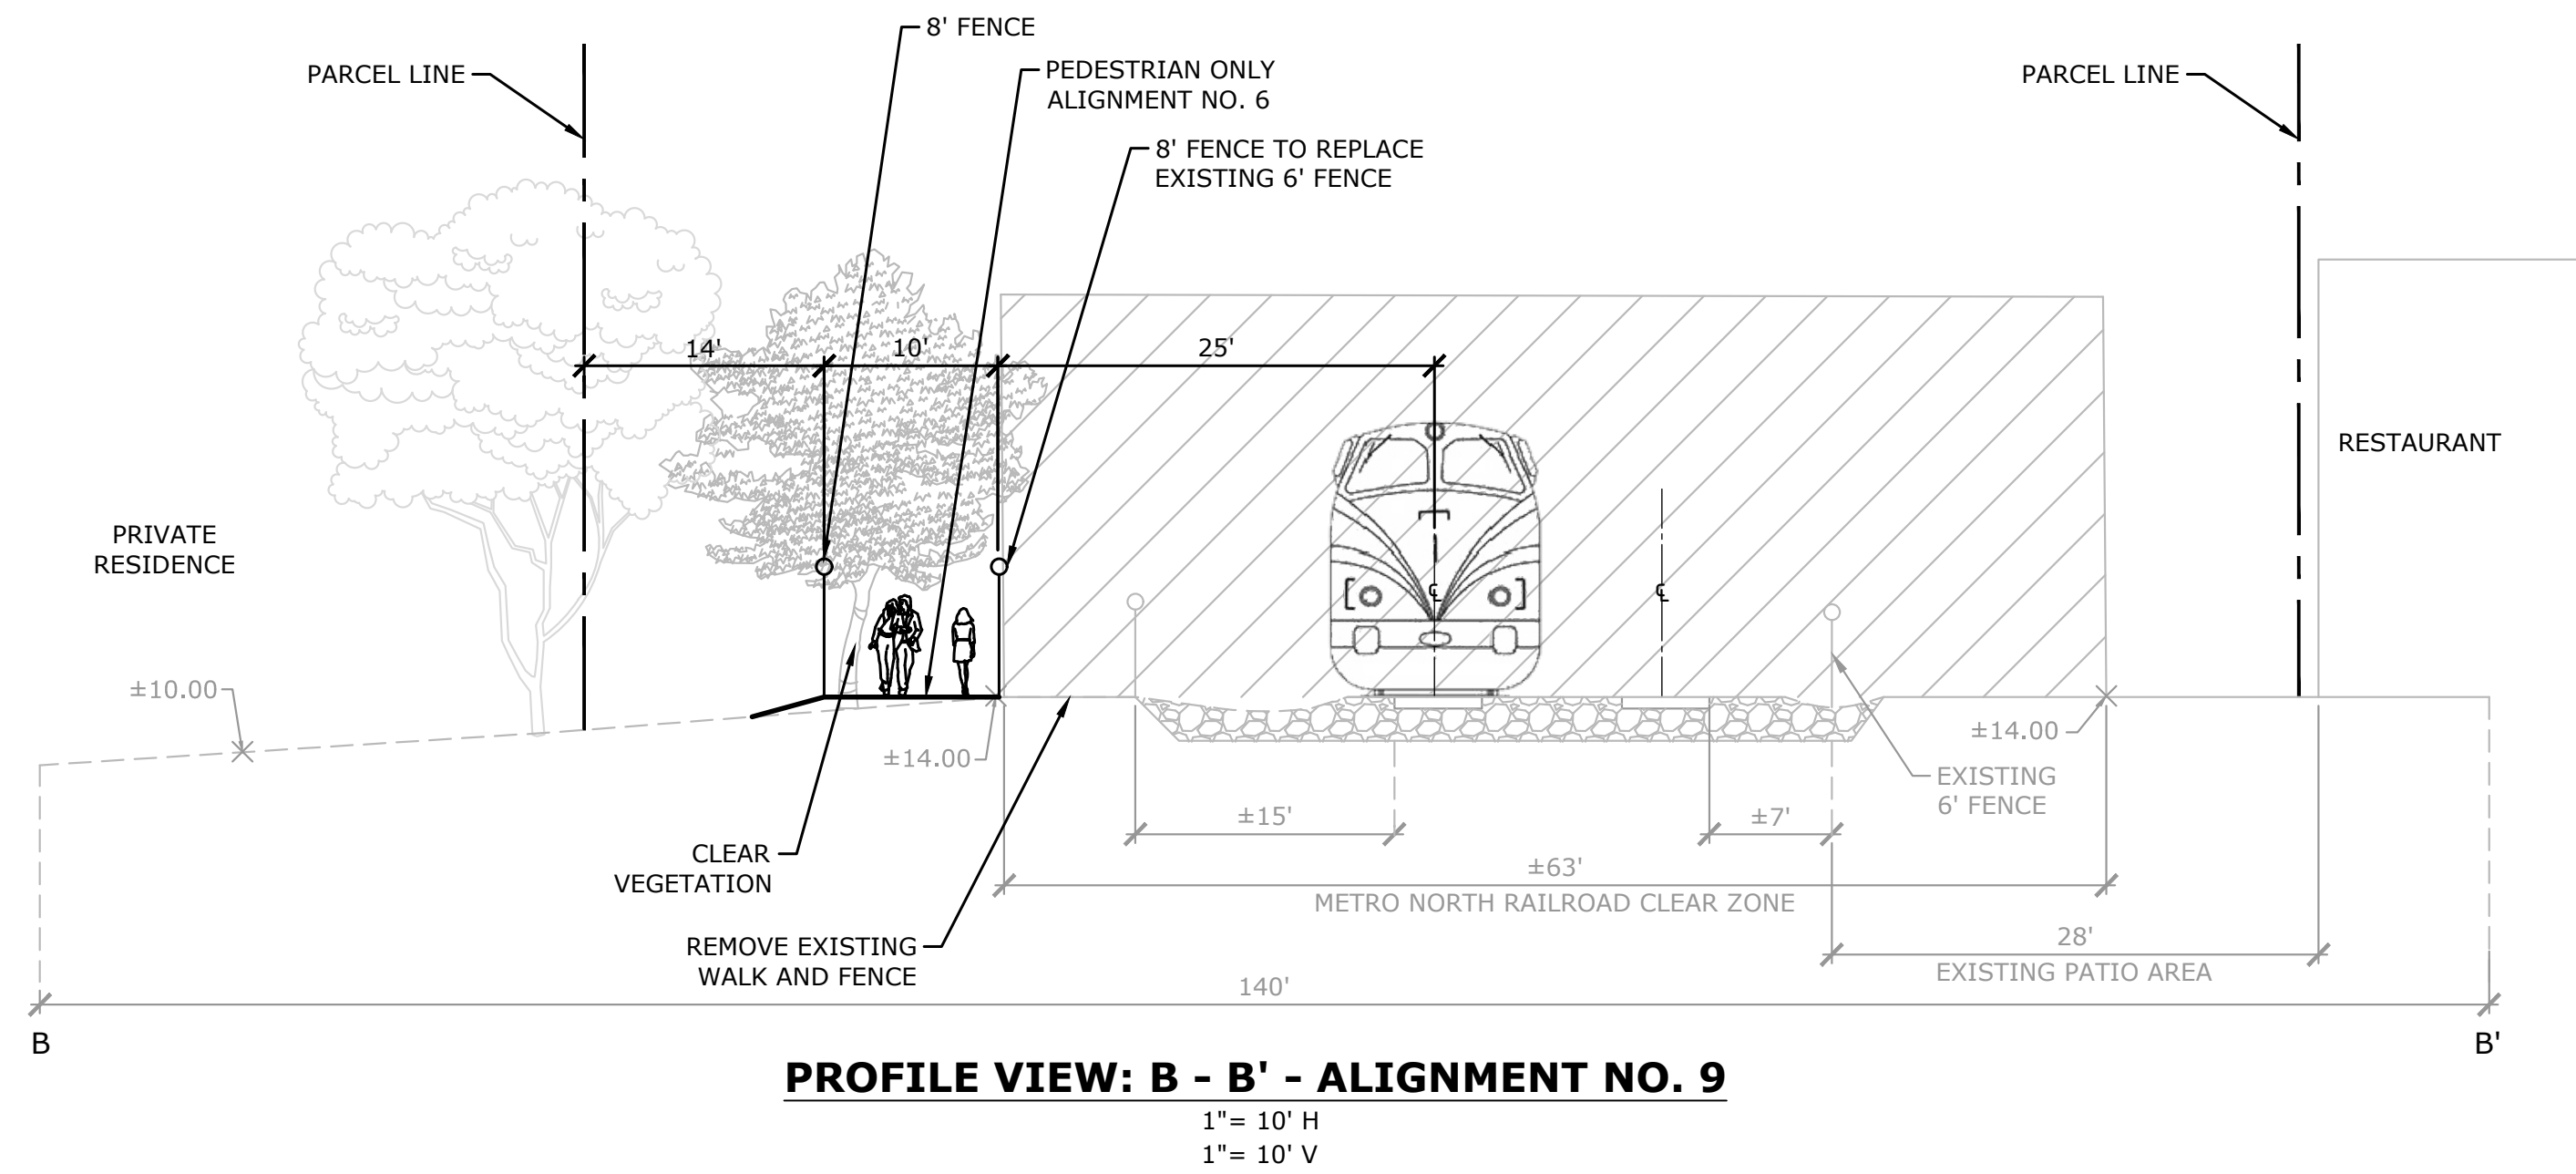 8' FENCE
PARCEL LINE
PEDESTRIAN ONLY
ALIGNMENT NO. 6
PARCEL LINE
8' FENCE TO REPLACE
EXISTING 6' FENCE
14'
10'
25'
RESTAURANT
PRIVATE
RESIDENCE
℄
℄
±10.00
±14.00
±14.00
EXISTING
6' FENCE
±15'
±7'
CLEAR
VEGETATION
±63'
METRO NORTH RAILROAD CLEAR ZONE
REMOVE EXISTING
WALK AND FENCE
28'
EXISTING PATIO AREA
140'
B
B'
PROFILE VIEW: B - B' - ALIGNMENT NO. 9
1"= 10' H
1"= 10' V